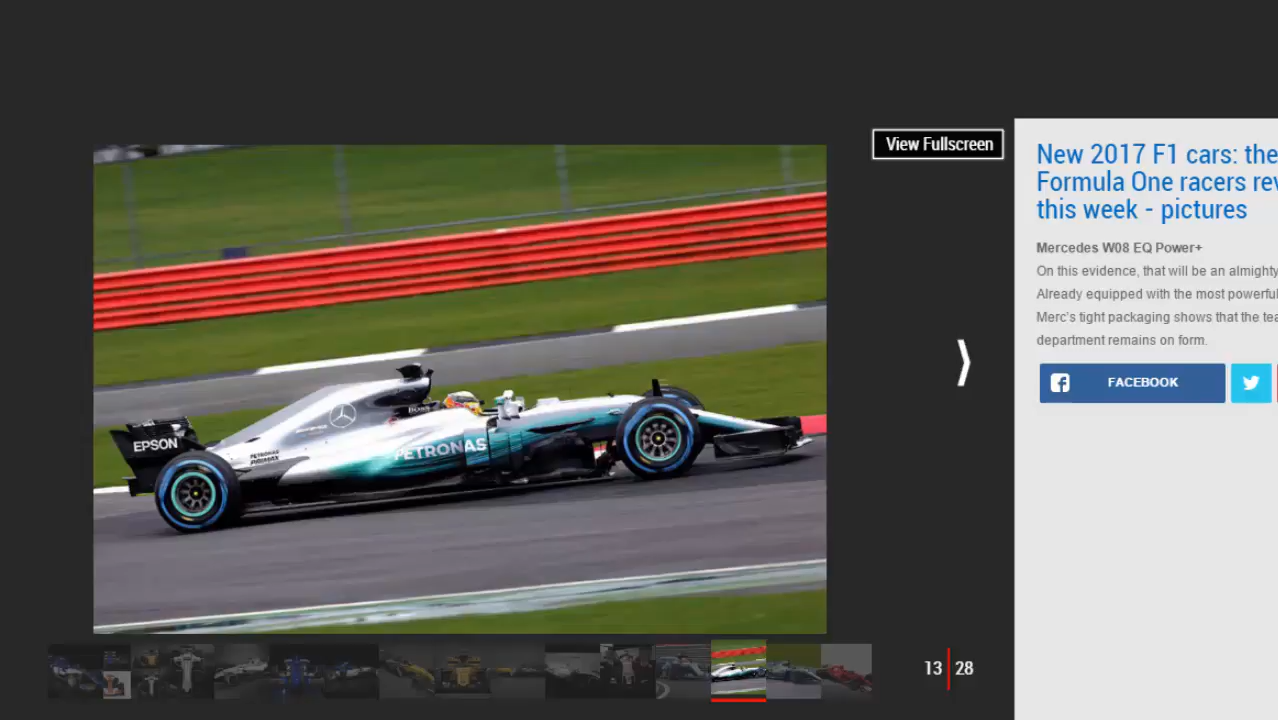 View Fullscreen
New 2017 F1 cars: the
Formula One racers rev
this week - pictures
Mercedes W08 EQ Power+
On this evidence, that will be an almighty
Already equipped with the most powerful
Merc's tight packaging shows that the tea
department remains on form.
FACEBOOK
EPSON
PETRONAS
PETRONAS
13
28